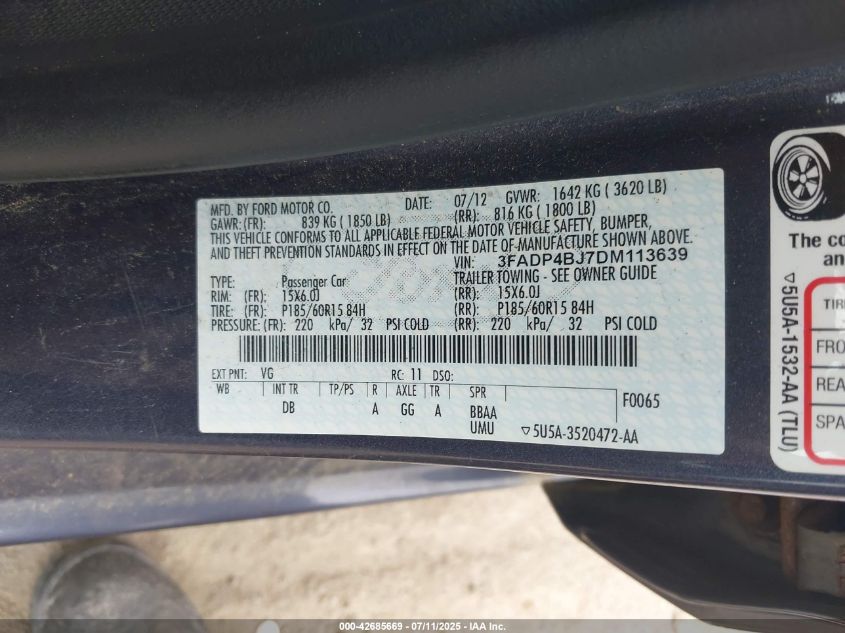 MFD. BY FORD MOTOR CO. DATE: 07/12 GVWR: 1642 KG ( 3620 LB)
GAWR: (FR): 839 KG ( 1850 LB) (RR): 816 KG ( 1800 LB)
THIS VEHICLE CONFORMS TO ALL APPLICABLE FEDERAL MOTOR VEHICLE SAFETY, BUMPER,
AND THEFT PREVENTION STANDARDS IN EFFECT ON THE DATE OF MANUFACTURE SHOWN ABOVE.
VIN: 3FADP4BJ7DM113639
TYPE: Passenger Car TRAILER TOWING - SEE OWNER GUIDE
RIM: (FR): 15X6.0J (RR): 15X6.0J
TIRE: (FR): P185/60R15 84H (RR): P185/60R15 84H
PRESSURE: (FR): 220 kPa/ 32 PSI COLD (RR): 220 kPa/ 32 PSI COLD
EXT PNT: VG RC: 11 DSO:
WB INT TR TP/PS R AXLE TR SPR F0065
DB A GG A BBAA
UMU ▽5U5A-3520472-AA
The co
an
▽5U5A-1532-AA (TLU)
TIR
FRO
REA
SPA
000-42685669 - 07/11/2025 - IAA Inc.